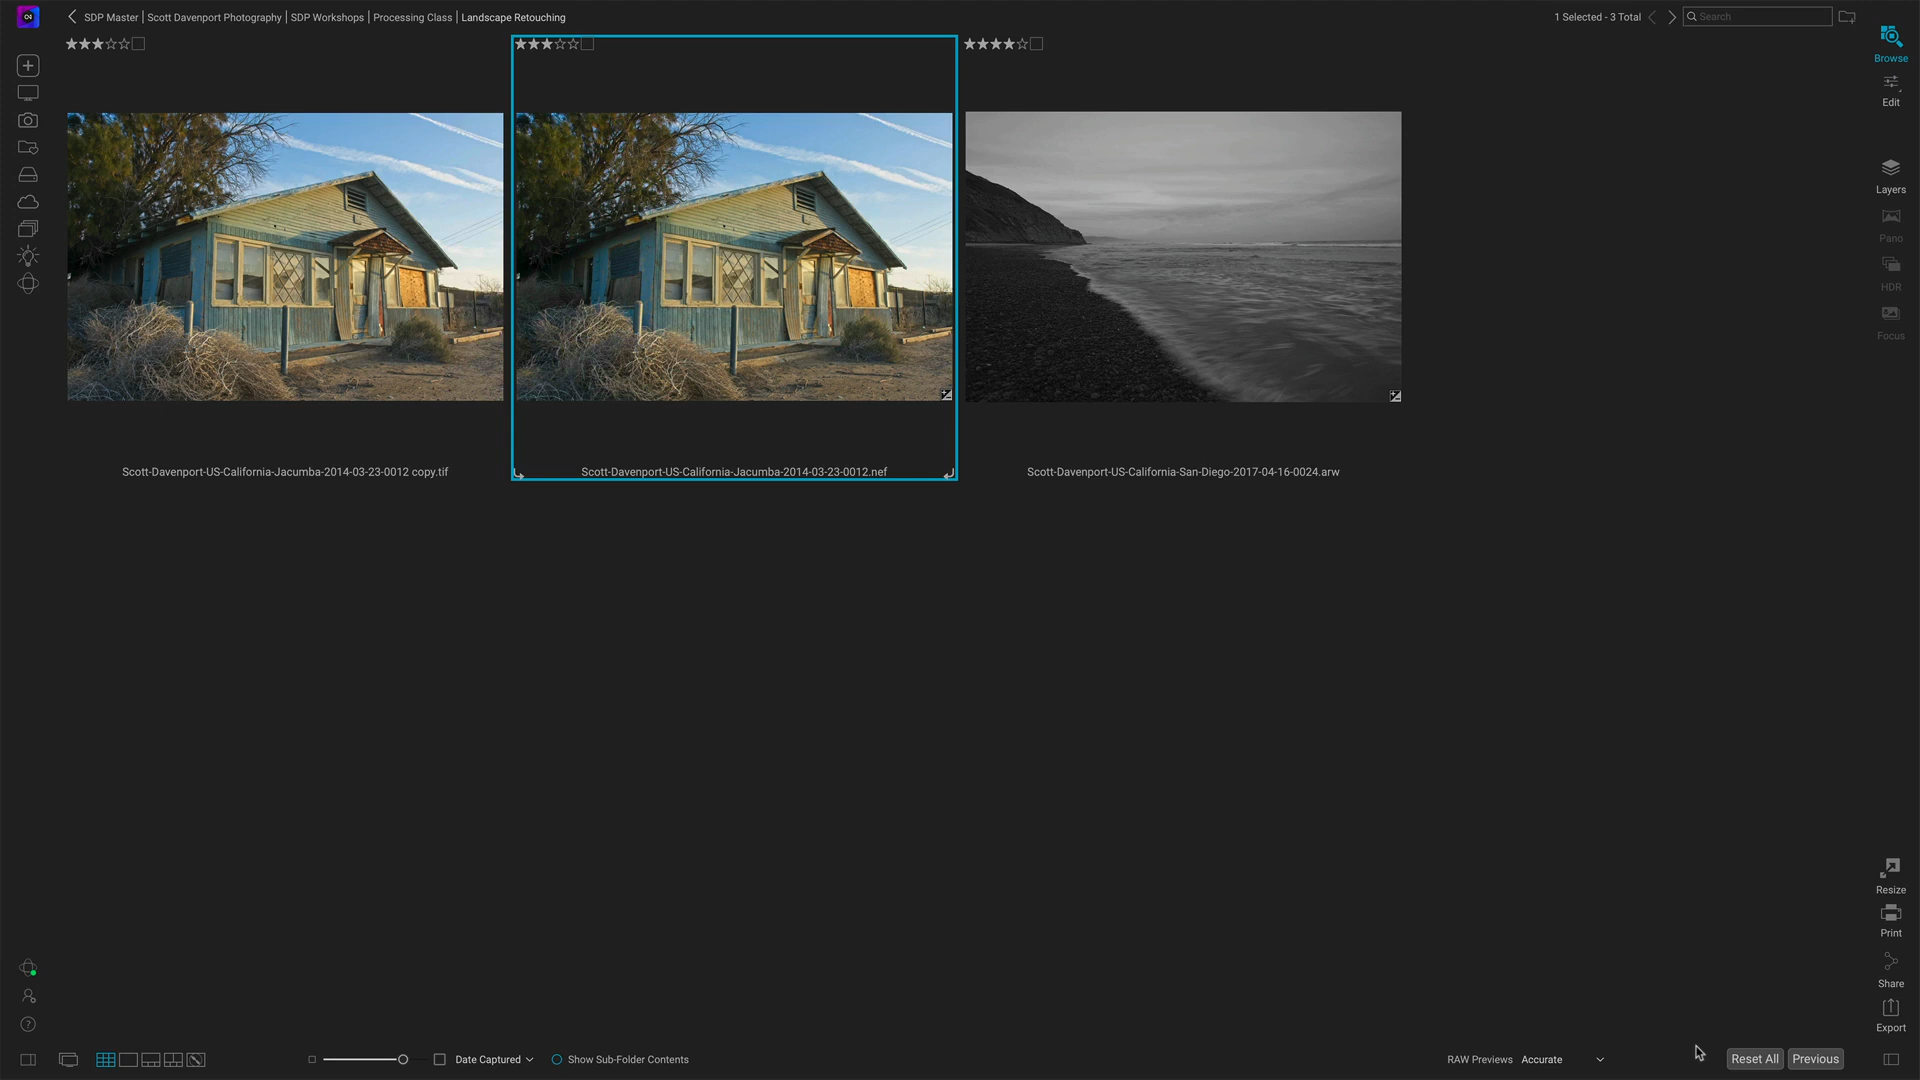 SDP Master | Scott Davenport Photography | SDP Workshops | Processing Class | Landscape Retouching
1 Selected - 3 Total
Search
Browse
Edit
Layers
Pano
HDR
Focus
Scott-Davenport-US-California-Jacumba-2014-03-23-0012 copy.tif
Scott-Davenport-US-California-Jacumba-2014-03-23-0012.nef
Scott-Davenport-US-California-San-Diego-2017-04-16-0024.arw
Resize
Print
Share
Export
Date Captured
Show Sub-Folder Contents
RAW Previews Accurate
Reset All
Previous